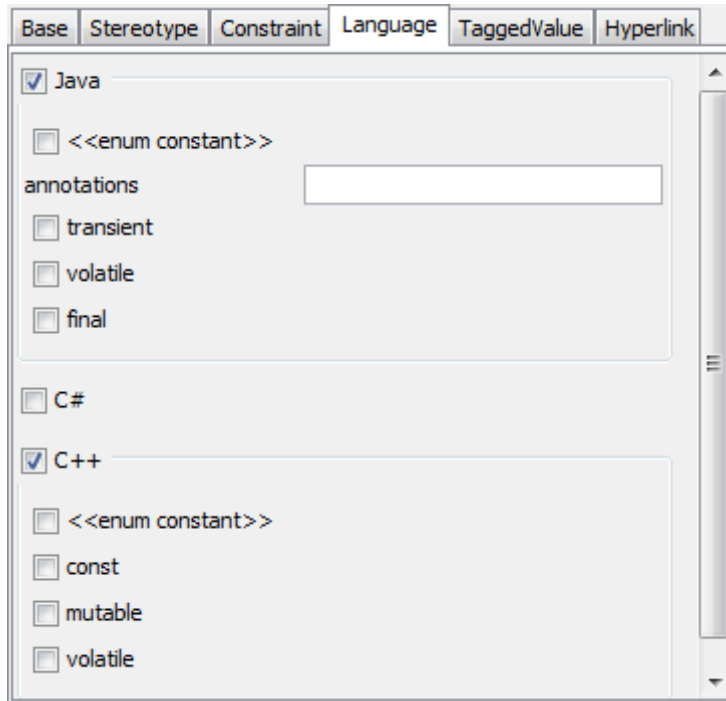 Base Stereotype Constraint Language TaggedValue Hyperlink
Java
<<enum constant>>
annotations
transient
volatile
final
C#
C++
<<enum constant>>
const
mutable
volatile